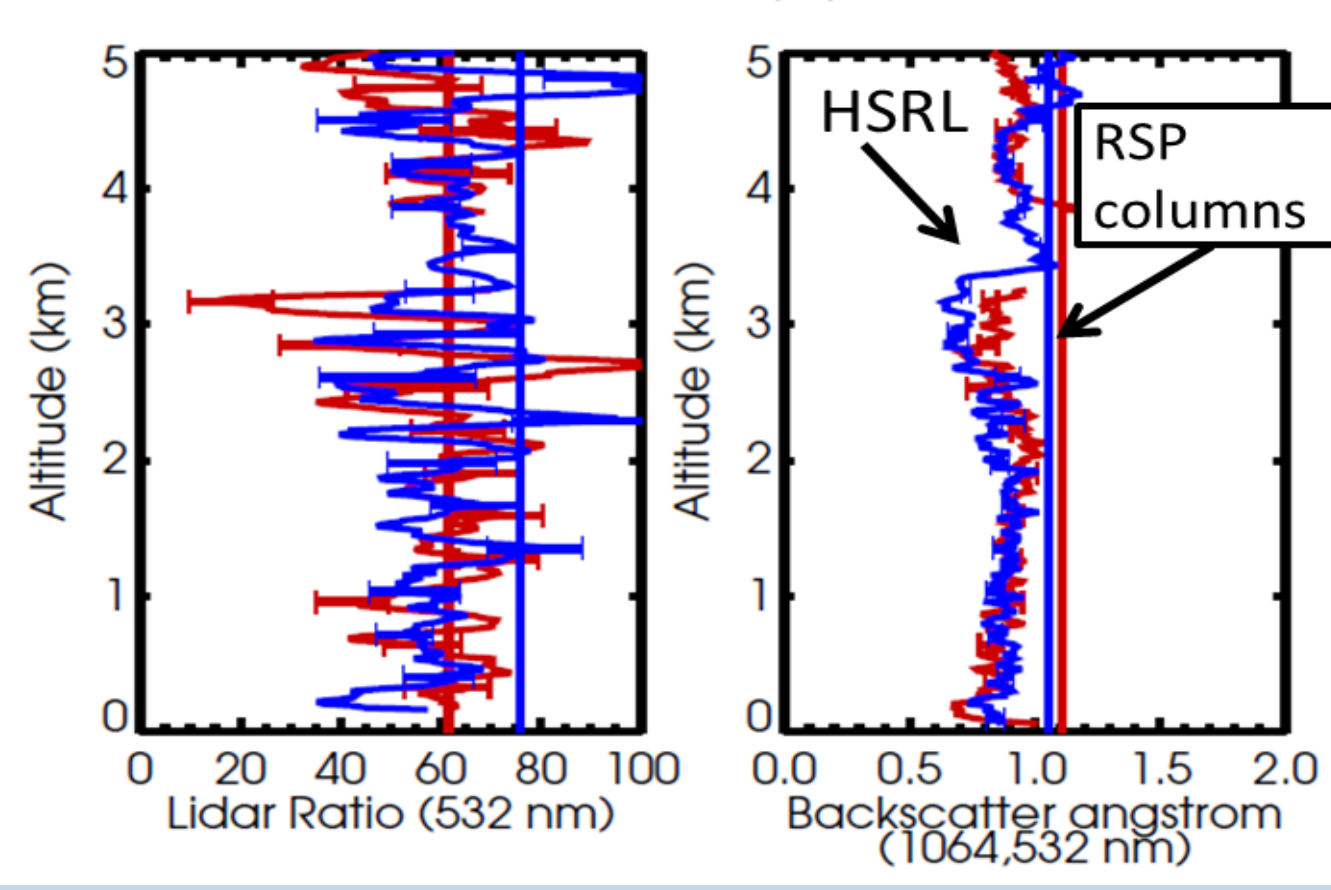 5
4
3
2
1
0
Altitude (km)
0 20 40 60 80 100
Lidar Ratio (532 nm)
HSRL
RSP
columns
5
4
3
2
1
0
Altitude (km)
0.0 0.5 1.0 1.5 2.0
Backscatter angstrom
(1064,532 nm)